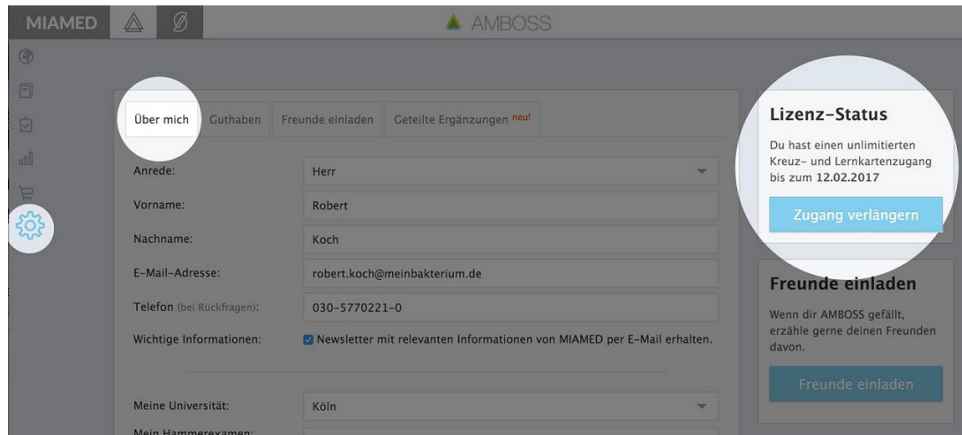 MIAMED
AMBOSS
Über mich
Guthaben
Freunde einladen
Geteilte Ergänzungen neu!
Anrede:
Herr
Vorname:
Robert
Nachname:
Koch
E-Mail-Adresse:
robert.koch@meinbakterium.de
Telefon (bei Rückfragen):
030-5770221-0
Wichtige Informationen:
Newsletter mit relevanten Informationen von MIAMED per E-Mail erhalten.
Meine Universität:
Köln
Mein Hammerexamen:
Lizenz-Status
Du hast einen unlimitierten
Kreuz- und Lernkartenzugang
bis zum 12.02.2017
Zugang verlängern
Freunde einladen
Wenn dir AMBOSS gefällt,
erzähle gerne deinen Freunden
davon.
Freunde einladen